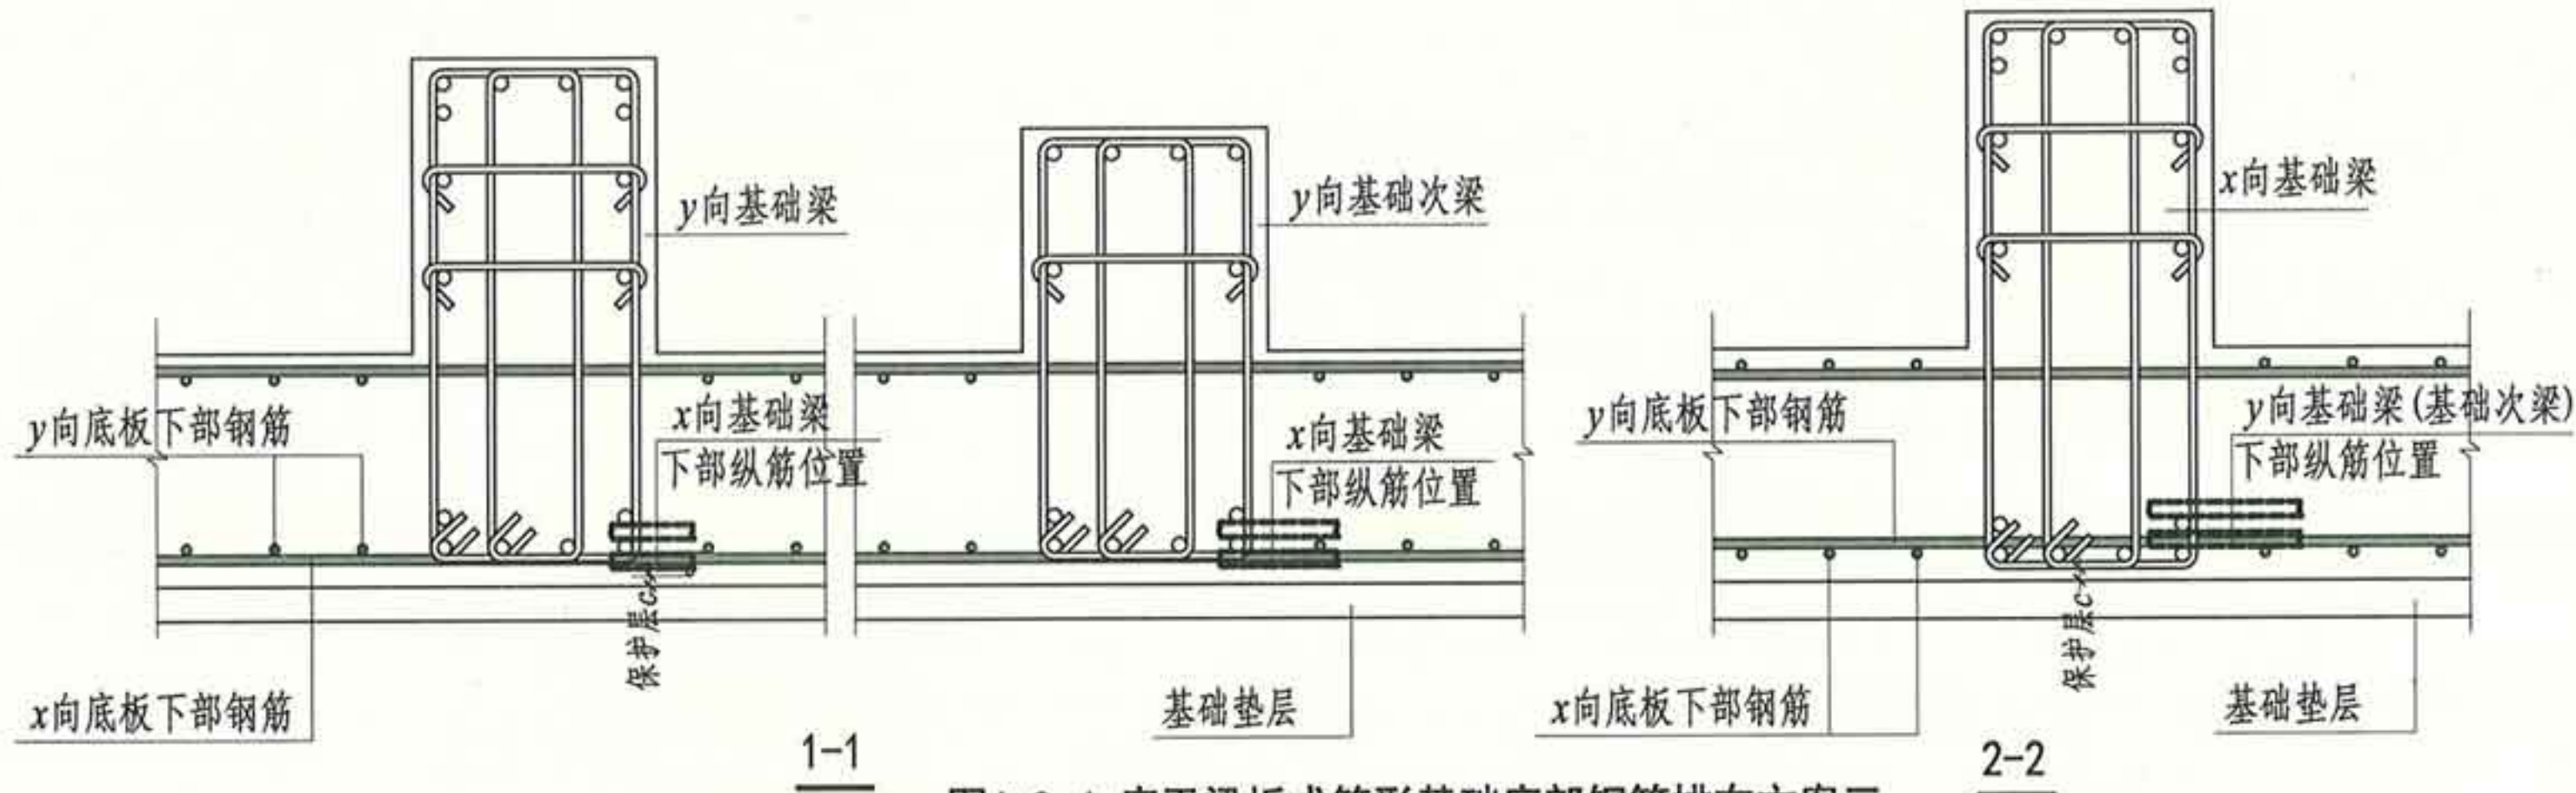 y向基础梁
y向基础次梁
x向基础梁
y向底板下部钢筋
x向基础梁
下部纵筋位置
x向基础梁
下部纵筋位置
y向底板下部钢筋
y向基础梁(基础次梁)
下部纵筋位置
保护层c
保护层c
x向底板下部钢筋
基础垫层
x向底板下部钢筋
基础垫层
1-1
2-2